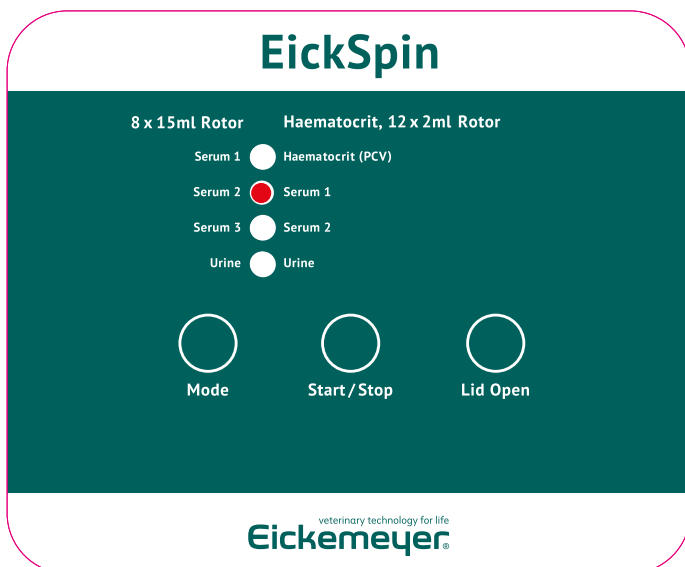 EickSpin
8 x 15ml Rotor Haematocrit, 12 x 2ml Rotor
Serum 1 Haematocrit (PCV)
Serum 2 Serum 1
Serum 3 Serum 2
Urine Urine
Mode Start / Stop Lid Open
veterinary technology for life
Eickemeyer®